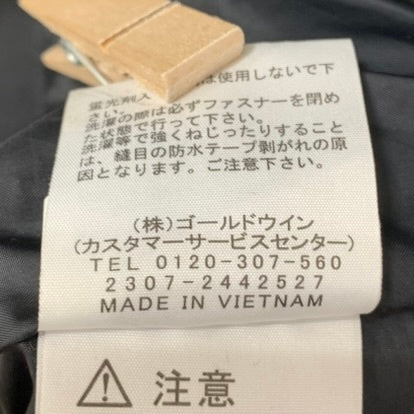 蛍光剤入
は使用しないで下
さい。
洗濯の際は必ずファスナーを閉め
た状態で行って下さい。
洗濯等で強くねじったりすること
は、縫目の防水テープ剥がれの原
因となります。ご注意下さい。
(株)ゴールドウイン
(カスタマーサービスセンター)
TEL 0120-307-560
2307-2442527
MADE IN VIETNAM
注意